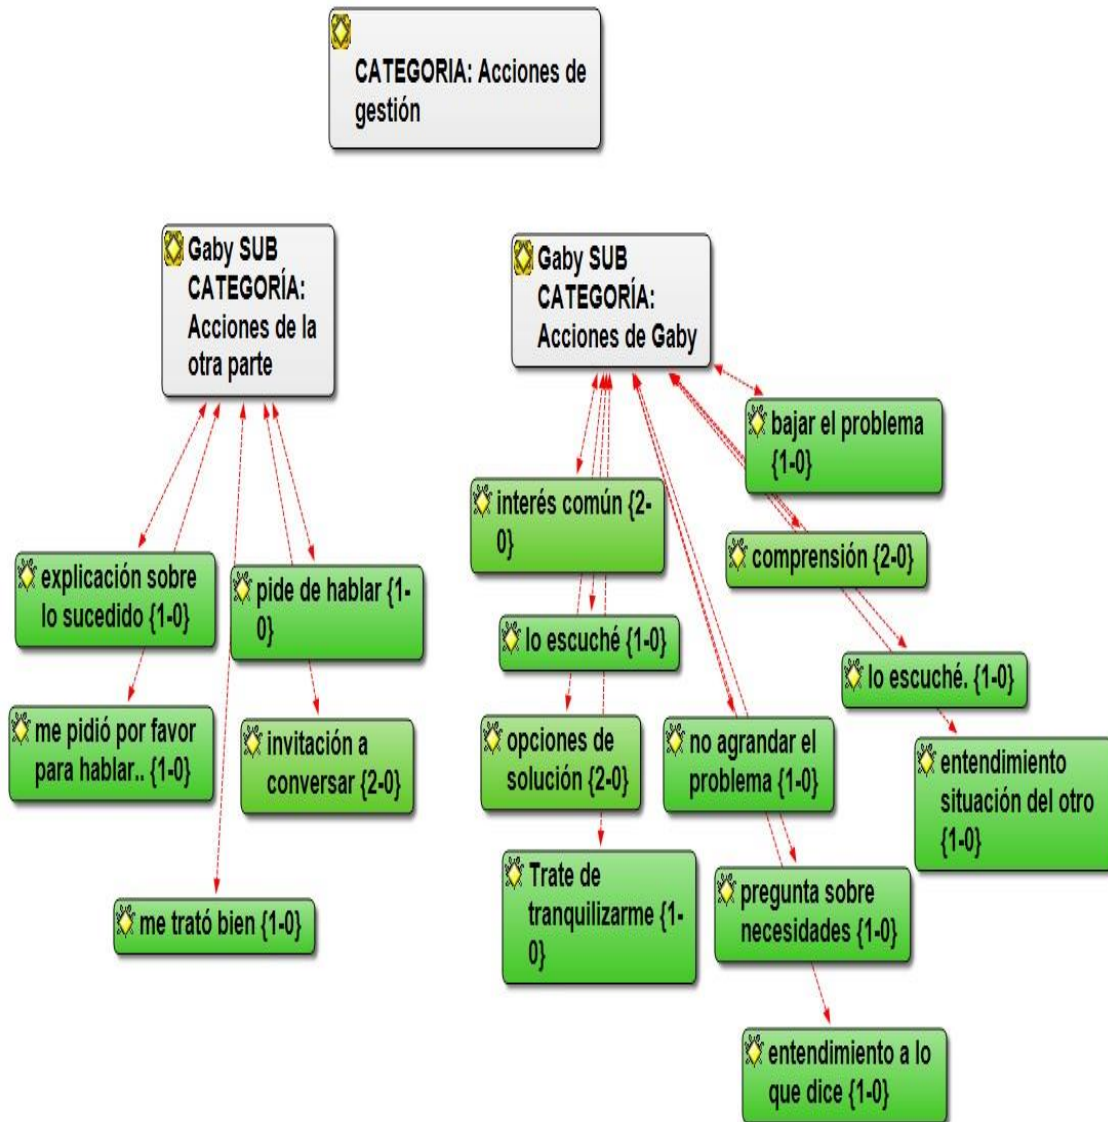 CATEGORIA: Acciones de
gestión
Gaby SUB
CATEGORÍA:
Acciones de la
otra parte
Gaby SUB
CATEGORÍA:
Acciones de Gaby
bajar el problema
{1-0}
interés común {2-
0}
comprensión {2-0}
explicación sobre
lo sucedido {1-0}
pide de hablar {1-
0}
lo escuché {1-0}
lo escuché. {1-0}
me pidió por favor
para hablar.. {1-0}
invitación a
conversar {2-0}
opciones de
solución {2-0}
no agrandar el
problema {1-0}
entendimiento
situación del otro
{1-0}
Trate de
tranquilizarme {1-
0}
pregunta sobre
necesidades {1-0}
me trató bien {1-0}
entendimiento a lo
que dice {1-0}